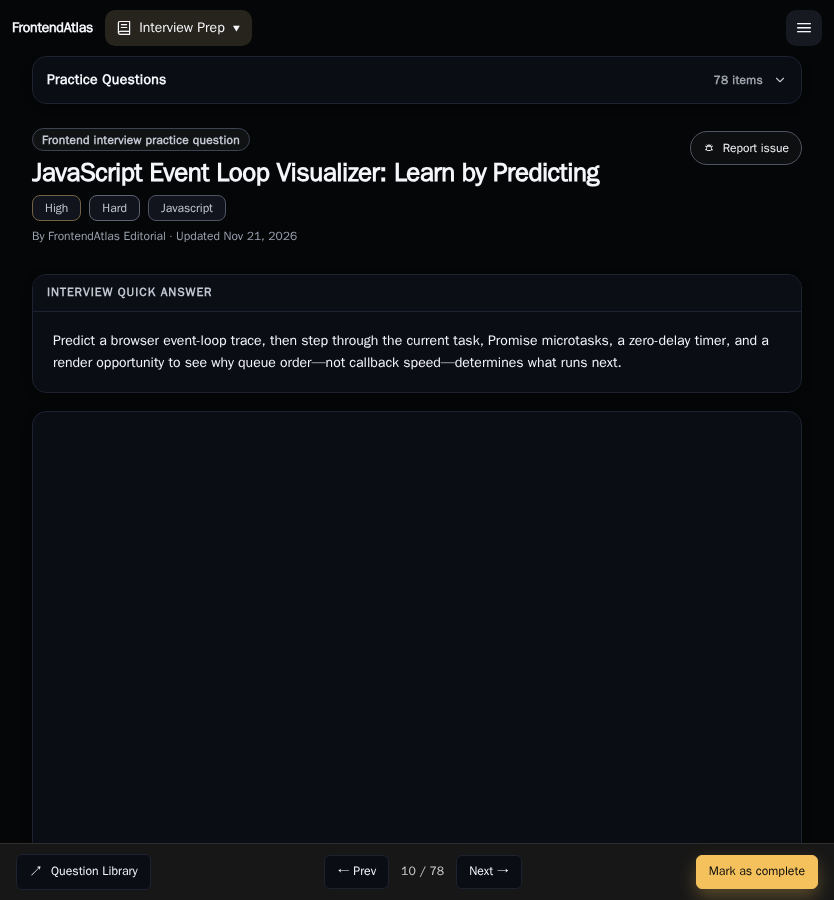 FrontendAtlas
Interview Prep ▾
Practice Questions
78 items
Frontend interview practice question
Report issue
JavaScript Event Loop Visualizer: Learn by Predicting
High
Hard
Javascript
By FrontendAtlas Editorial · Updated Nov 21, 2026
INTERVIEW QUICK ANSWER
Predict a browser event-loop trace, then step through the current task, Promise microtasks, a zero-delay timer, and a
render opportunity to see why queue order—not callback speed—determines what runs next.
Question Library
← Prev
10 / 78
Next →
Mark as complete